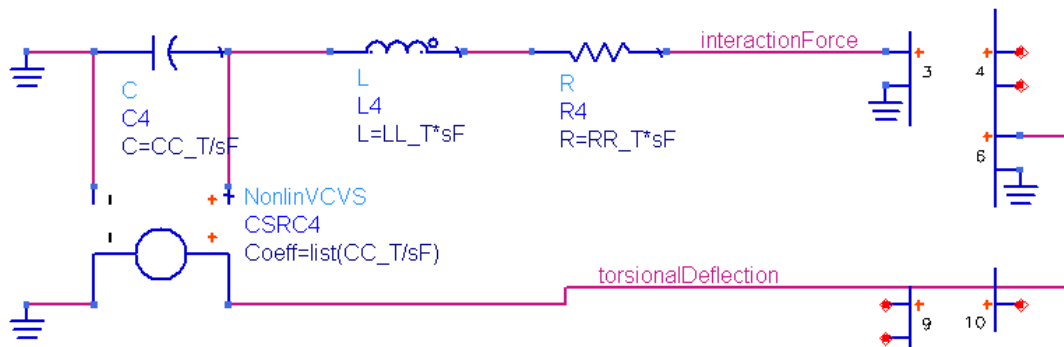 interactionForce
3
4
C
C4
C=CC_T/sF
L
L4
L=LL_T*sF
R
R4
R=RR_T*sF
6
NonlinVCVS
CSRC4
Coeff=list(CC_T/sF)
torsionalDeflection
9
10